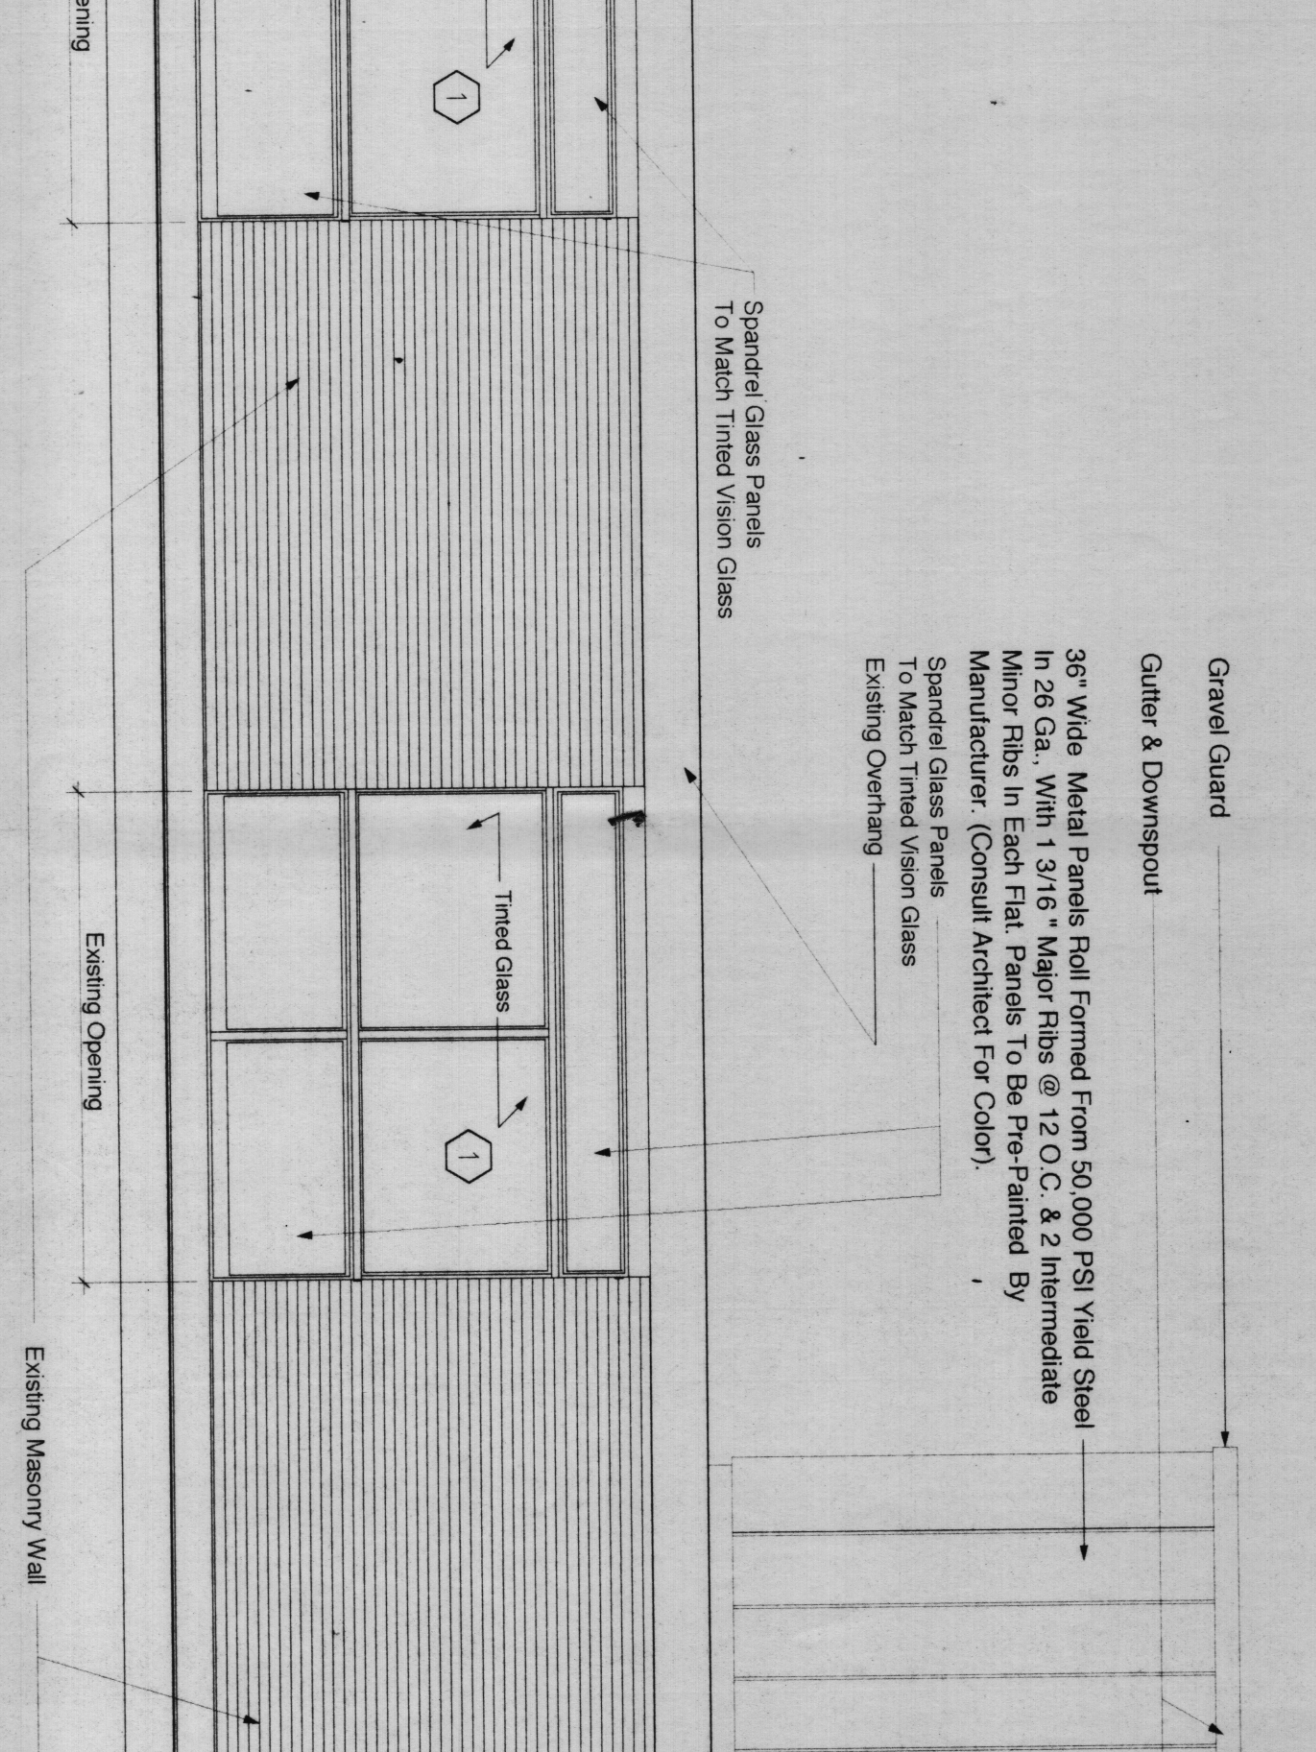 Gravel Guard
Gutter & Downspout
36" Wide Metal Panels Roll Formed From 50,000 PSI Yield Steel
In 26 Ga., With 1 3/16 " Major Ribs @ 12 O.C. & 2 Intermediate
Minor Ribs In Each Flat. Panels To Be Pre-Painted By
Manufacturer. (Consult Architect For Color).
Spandrel Glass Panels
To Match Tinted Vision Glass
Existing Overhang
Spandrel Glass Panels
To Match Tinted Vision Glass
1
Tinted Glass
1
ening
Existing Opening
Existing Masonry Wall